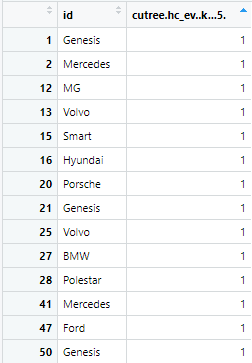 id cutree.hc_ev..k...5.
1 Genesis 1
2 Mercedes 1
12 MG 1
13 Volvo 1
15 Smart 1
16 Hyundai 1
20 Porsche 1
21 Genesis 1
25 Volvo 1
27 BMW 1
28 Polestar 1
41 Mercedes 1
47 Ford 1
50 Genesis 1